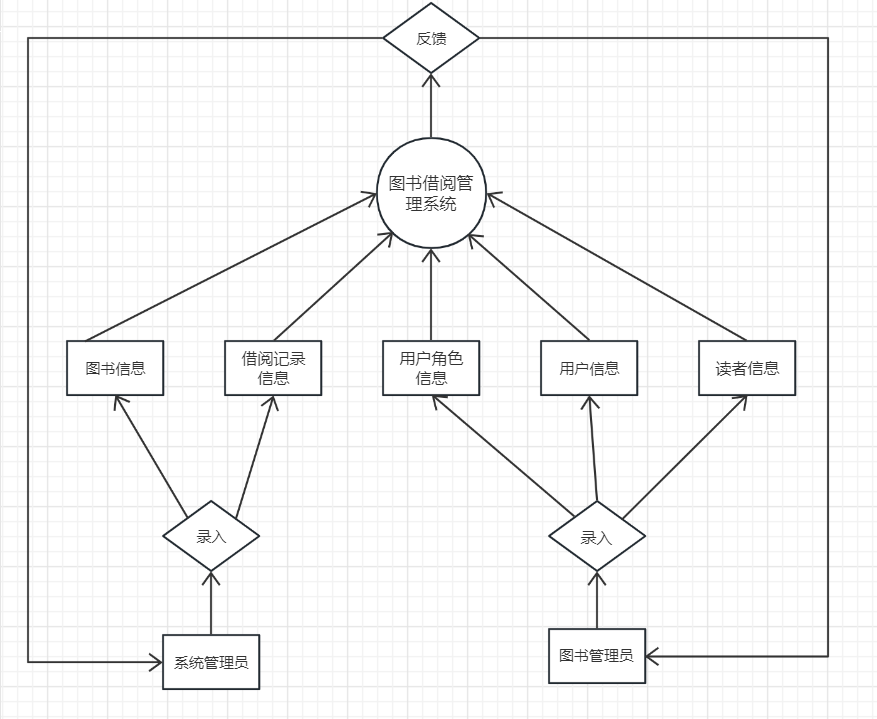 反馈
图书借阅管
理系统
图书信息
借阅记录
信息
用户角色
信息
用户信息
读者信息
录入
录入
系统管理员
图书管理员